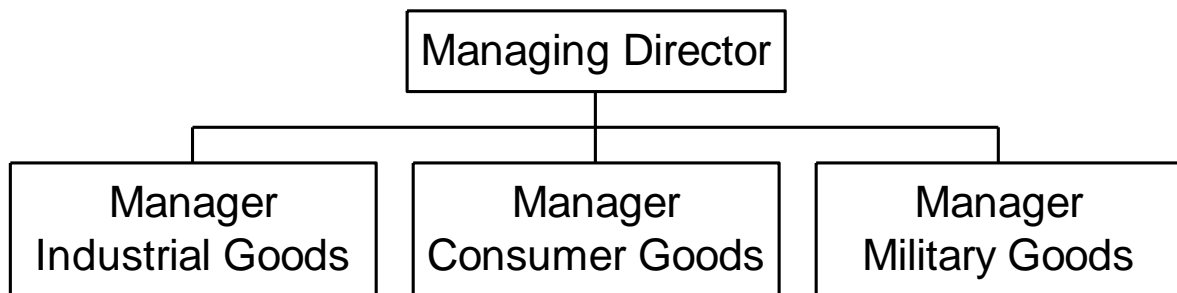 Managing Director
Manager
Industrial Goods
Manager
Consumer Goods
Manager
Military Goods